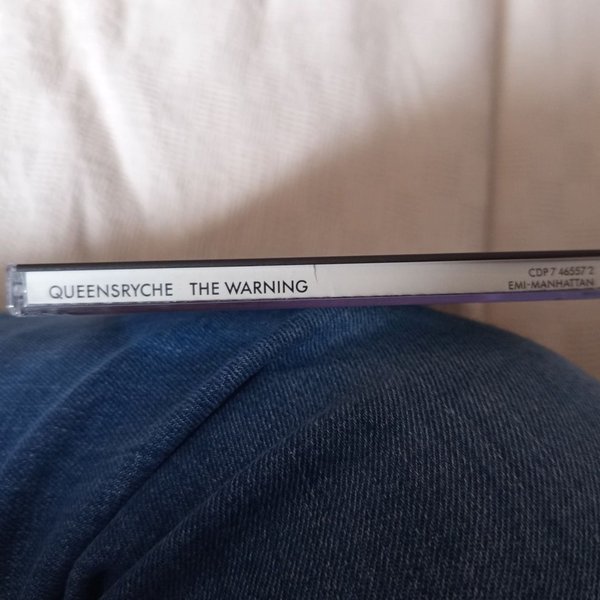 QUEENSRYCHE THE WARNING
CDP 7 46557 2
EMI-MANHATTAN